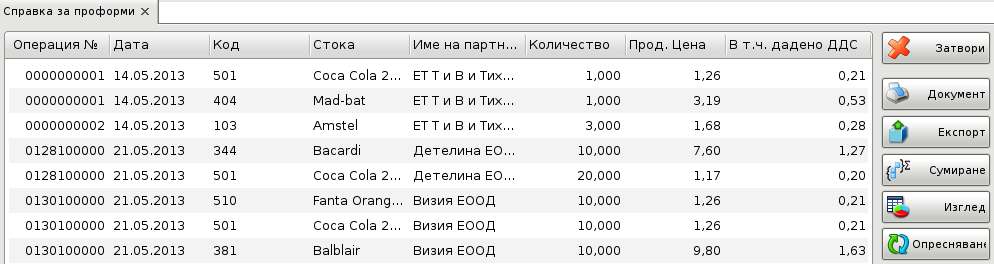 Справка за проформи ×
Операция № Дата Код Стока Име на партн... Количество Прод. Цена В т.ч. дадено ДДС
0000000001 14.05.2013 501 Coca Cola 2... ЕТ Т и В и Тих... 1,000 1,26 0,21
0000000001 14.05.2013 404 Mad-bat ЕТ Т и В и Тих... 1,000 3,19 0,53
0000000002 14.05.2013 103 Amstel ЕТ Т и В и Тих... 3,000 1,68 0,28
0128100000 21.05.2013 344 Bacardi Детелина ЕО... 10,000 7,60 1,27
0128100000 21.05.2013 501 Coca Cola 2... Детелина ЕО... 20,000 1,17 0,20
0130100000 21.05.2013 510 Fanta Orang... Визия ЕООД 10,000 1,26 0,21
0130100000 21.05.2013 501 Coca Cola 2... Визия ЕООД 10,000 1,26 0,21
0130100000 21.05.2013 381 Balblair Визия ЕООД 10,000 9,80 1,63
Затвори
Документ
Експорт
Сумиране
Изглед
Опресняване